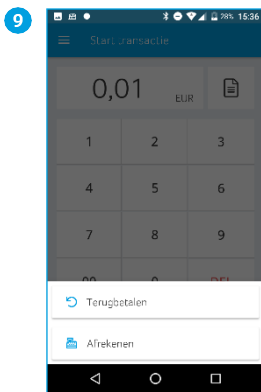 9
28% 15:36
Start transactie
0,01 EUR
1 2 3
4 5 6
7 8 9
00 0 DEL
Terugbetalen
Afrekenen